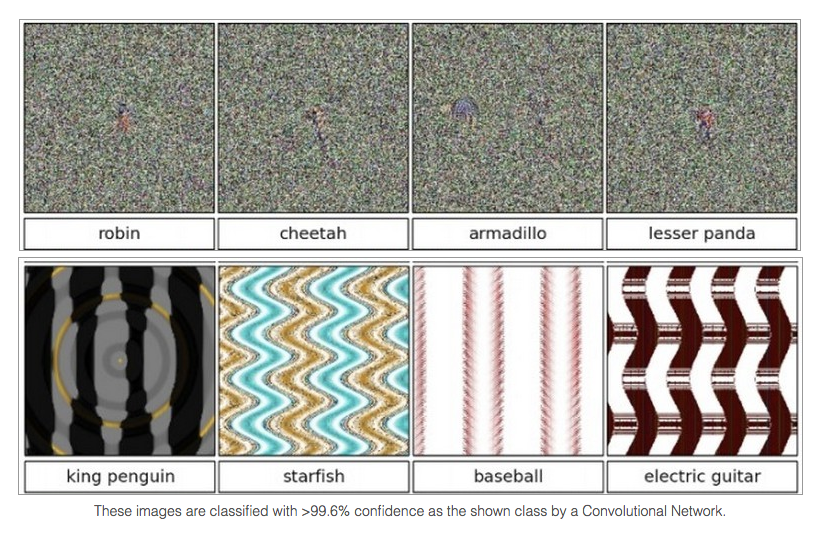 robin
cheetah
armadillo
lesser panda
king penguin
starfish
baseball
electric guitar
These images are classified with >99.6% confidence as the shown class by a Convolutional Network.